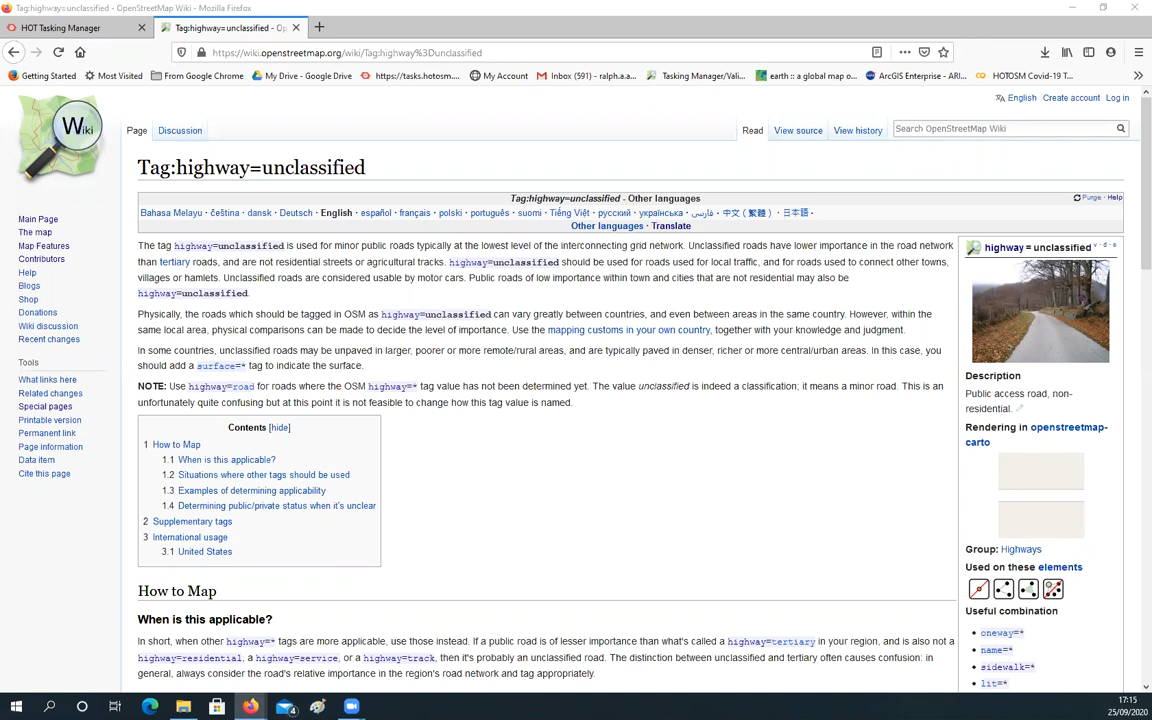 Tag:highway=unclassified - OpenStreetMap Wiki - Mozilla Firefox
HOT Tasking Manager
Tag:highway=unclassified - Op
https://wiki.openstreetmap.org/wiki/Tag:highway%3Dunclassified
Getting Started
Most Visited
From Google Chrome
My Drive - Google Drive
https://tasks.hotosm....
My Account
Inbox (591) - ralph.a.a...
Tasking Manager/Vali...
earth :: a global map o...
ArcGIS Enterprise - ARI...
HOTOSM Covid-19 T...
English Create account Log in
Wiki
Page Discussion
Read View source View history
Search OpenStreetMap Wiki
Tag:highway=unclassified
Tag:highway=unclassified - Other languages
Purge · Help
Bahasa Melayu · čeština · dansk · Deutsch · English · español · français · polski · português · suomi · Tiếng Việt · русский · українська · فارسی · 中文（繁體） · 日本語 ·
Other languages · Translate
Main Page
The map
Map Features
Contributors
Help
Blogs
Shop
Donations
Wiki discussion
Recent changes
Tools
What links here
Related changes
Special pages
Printable version
Permanent link
Page information
Data item
Cite this page
The tag highway=unclassified is used for minor public roads typically at the lowest level of the interconnecting grid network. Unclassified roads have lower importance in the road network
than tertiary roads, and are not residential streets or agricultural tracks. highway=unclassified should be used for roads used for local traffic, and for roads used to connect other towns,
villages or hamlets. Unclassified roads are considered usable by motor cars. Public roads of low importance within town and cities that are not residential may also be
highway=unclassified.
Physically, the roads which should be tagged in OSM as highway=unclassified can vary greatly between countries, and even between areas in the same country. However, within the
same local area, physical comparisons can be made to decide the level of importance. Use the mapping customs in your own country, together with your knowledge and judgment.
In some countries, unclassified roads may be unpaved in larger, poorer or more remote/rural areas, and are typically paved in denser, richer or more central/urban areas. In this case, you
should add a surface=* tag to indicate the surface.
NOTE: Use highway=road for roads where the OSM highway=* tag value has not been determined yet. The value unclassified is indeed a classification; it means a minor road. This is an
unfortunately quite confusing but at this point it is not feasible to change how this tag value is named.
Contents [hide]
1 How to Map
1.1 When is this applicable?
1.2 Situations where other tags should be used
1.3 Examples of determining applicability
1.4 Determining public/private status when it's unclear
2 Supplementary tags
3 International usage
3.1 United States
How to Map
When is this applicable?
In short, when other highway=* tags are more applicable, use those instead. If a public road is of lesser importance than what's called a highway=tertiary in your region, and is also not a
highway=residential, a highway=service, or a highway=track, then it's probably an unclassified road. The distinction between unclassified and tertiary often causes confusion: in
general, always consider the road's relative importance in the region's road network and tag appropriately.
highway = unclassified
v · d · e
Description
Public access road, non-
residential.
Rendering in openstreetmap-
carto
Group: Highways
Used on these elements
Useful combination
oneway=*
name=*
sidewalk=*
lit=*
4
17:15
25/09/2020